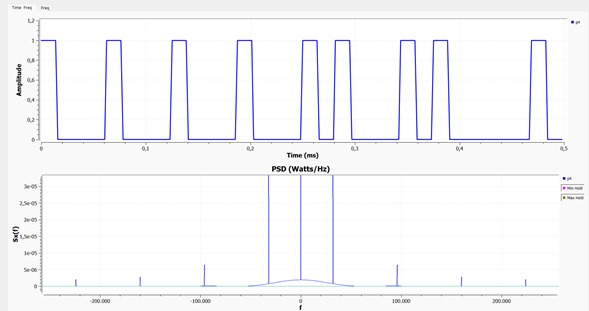 Time Freq Freq
1,2
p4
1
0,8
0,6
0,4
0,2
0
Amplitude
0 0,1 0,2 0,3 0,4 0,5
Time (ms)
PSD (Watts/Hz)
p4
Min Hold
Max Hold
3e-05
2,5e-05
2e-05
1,5e-05
1e-05
5e-06
0
Sx(f)
-200.000 -100.000 0 100.000 200.000
f